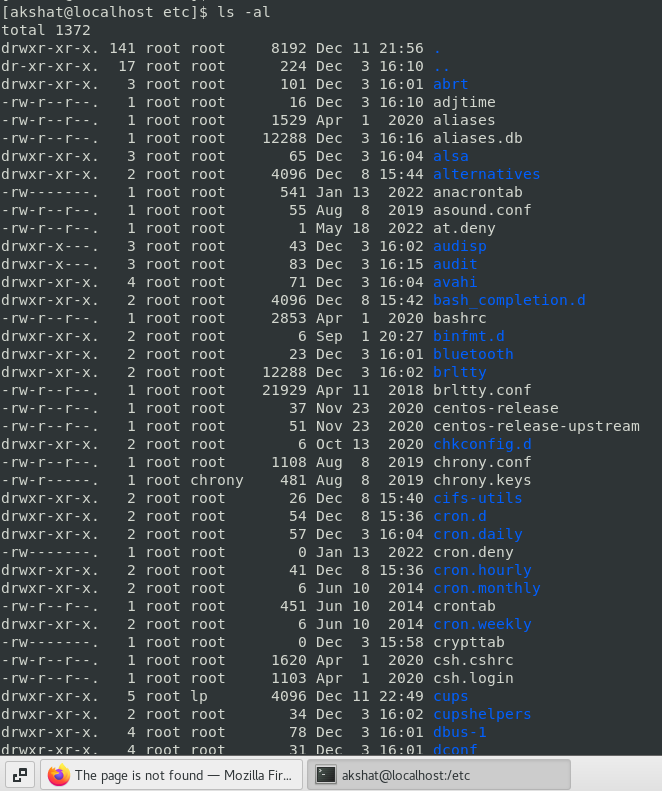 [akshat@localhost etc]$ ls -al
total 1372
drwxr-xr-x. 141 root root     8192 Dec 11 21:56 .
dr-xr-xr-x.  17 root root      224 Dec  3 16:10 ..
drwxr-xr-x.   3 root root      101 Dec  3 16:01 abrt
-rw-r--r--.   1 root root       16 Dec  3 16:10 adjtime
-rw-r--r--.   1 root root     1529 Apr  1  2020 aliases
-rw-r--r--.   1 root root    12288 Dec  3 16:16 aliases.db
drwxr-xr-x.   3 root root       65 Dec  3 16:04 alsa
drwxr-xr-x.   2 root root     4096 Dec  8 15:44 alternatives
-rw-------.   1 root root      541 Jan 13  2022 anacrontab
-rw-r--r--.   1 root root       55 Aug  8  2019 asound.conf
-rw-r--r--.   1 root root        1 May 18  2022 at.deny
drwxr-x---.   3 root root       43 Dec  3 16:02 audisp
drwxr-x---.   3 root root       83 Dec  3 16:15 audit
drwxr-xr-x.   4 root root       71 Dec  3 16:04 avahi
drwxr-xr-x.   2 root root     4096 Dec  8 15:42 bash_completion.d
-rw-r--r--.   1 root root     2853 Apr  1  2020 bashrc
drwxr-xr-x.   2 root root        6 Sep  1 20:27 binfmt.d
drwxr-xr-x.   2 root root       23 Dec  3 16:01 bluetooth
drwxr-xr-x.   2 root root    12288 Dec  3 16:02 brltty
-rw-r--r--.   1 root root    21929 Apr 11  2018 brltty.conf
-rw-r--r--.   1 root root       37 Nov 23  2020 centos-release
-rw-r--r--.   1 root root       51 Nov 23  2020 centos-release-upstream
drwxr-xr-x.   2 root root        6 Oct 13  2020 chkconfig.d
-rw-r--r--.   1 root root     1108 Aug  8  2019 chrony.conf
-rw-r-----.   1 root chrony    481 Aug  8  2019 chrony.keys
drwxr-xr-x.   2 root root       26 Dec  8 15:40 cifs-utils
drwxr-xr-x.   2 root root       54 Dec  8 15:36 cron.d
drwxr-xr-x.   2 root root       57 Dec  3 16:04 cron.daily
-rw-------.   1 root root        0 Jan 13  2022 cron.deny
drwxr-xr-x.   2 root root       41 Dec  8 15:36 cron.hourly
drwxr-xr-x.   2 root root        6 Jun 10  2014 cron.monthly
-rw-r--r--.   1 root root      451 Jun 10  2014 crontab
drwxr-xr-x.   2 root root        6 Jun 10  2014 cron.weekly
-rw-------.   1 root root        0 Dec  3 15:58 crypttab
-rw-r--r--.   1 root root     1620 Apr  1  2020 csh.cshrc
-rw-r--r--.   1 root root     1103 Apr  1  2020 csh.login
drwxr-xr-x.   5 root lp       4096 Dec 11 22:49 cups
drwxr-xr-x.   2 root root       34 Dec  3 16:02 cupshelpers
drwxr-xr-x.   4 root root       78 Dec  3 16:01 dbus-1
drwxr-xr-x.   4 root root       31 Dec  3 16:01 dconf
The page is not found — Mozilla Fir...
akshat@localhost:/etc